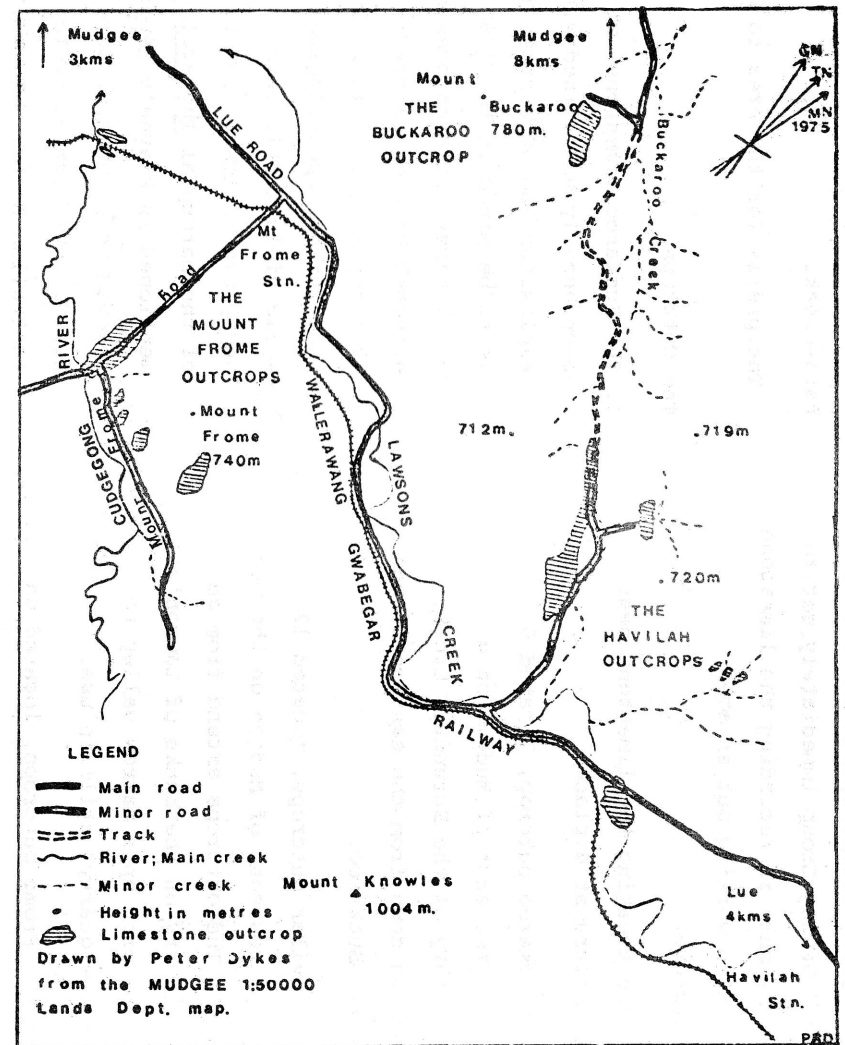 Mudgee
3kms
Mudgee
8kms
GN
TN
MN
1975
LUE ROAD
Mount
Buckaroo
780m.
THE
BUCKAROO
OUTCROP
Buckaroo Creek
Mt
Frome
Stn.
Road
THE
MOUNT
FROME
OUTCROPS
RIVER
CUDGEGONG
Mount Frome
Mount
Frome
740m
WALLERAWANG
GWABEGAR
RAILWAY
LAWSONS
CREEK
712m.
.719m
.720m
THE
HAVILAH
OUTCROPS
LEGEND
Main road
Minor road
Track
River; Main creek
Minor creek
Height in metres
Limestone outcrop
Mount Knowles
1004m.
Lue
4kms
Havilah
Stn.
Drawn by Peter Dykes
from the MUDGEE 1:50000
Lands Dept. map.
PRD